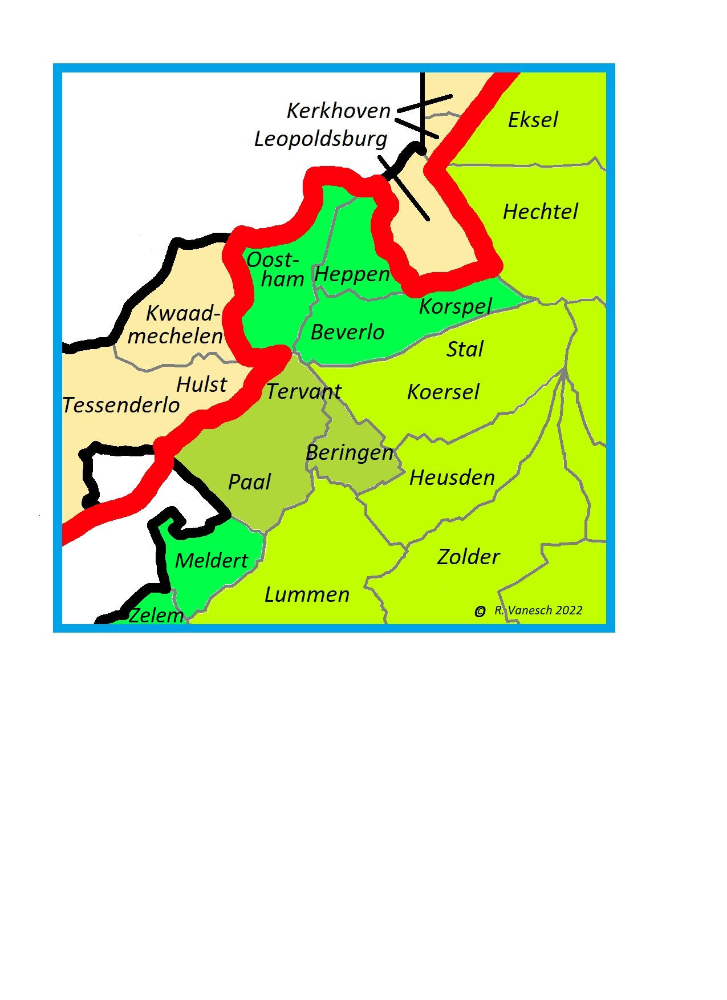 Kerkhoven
Leopoldsburg
Eksel
Hechtel
Oost-
ham
Heppen
Korspel
Kwaad-
mechelen
Beverlo
Stal
Hulst
Tervant
Koersel
Tessenderlo
Beringen
Paal
Heusden
Meldert
Zolder
Lummen
Zelem
© R. Vanesch 2022